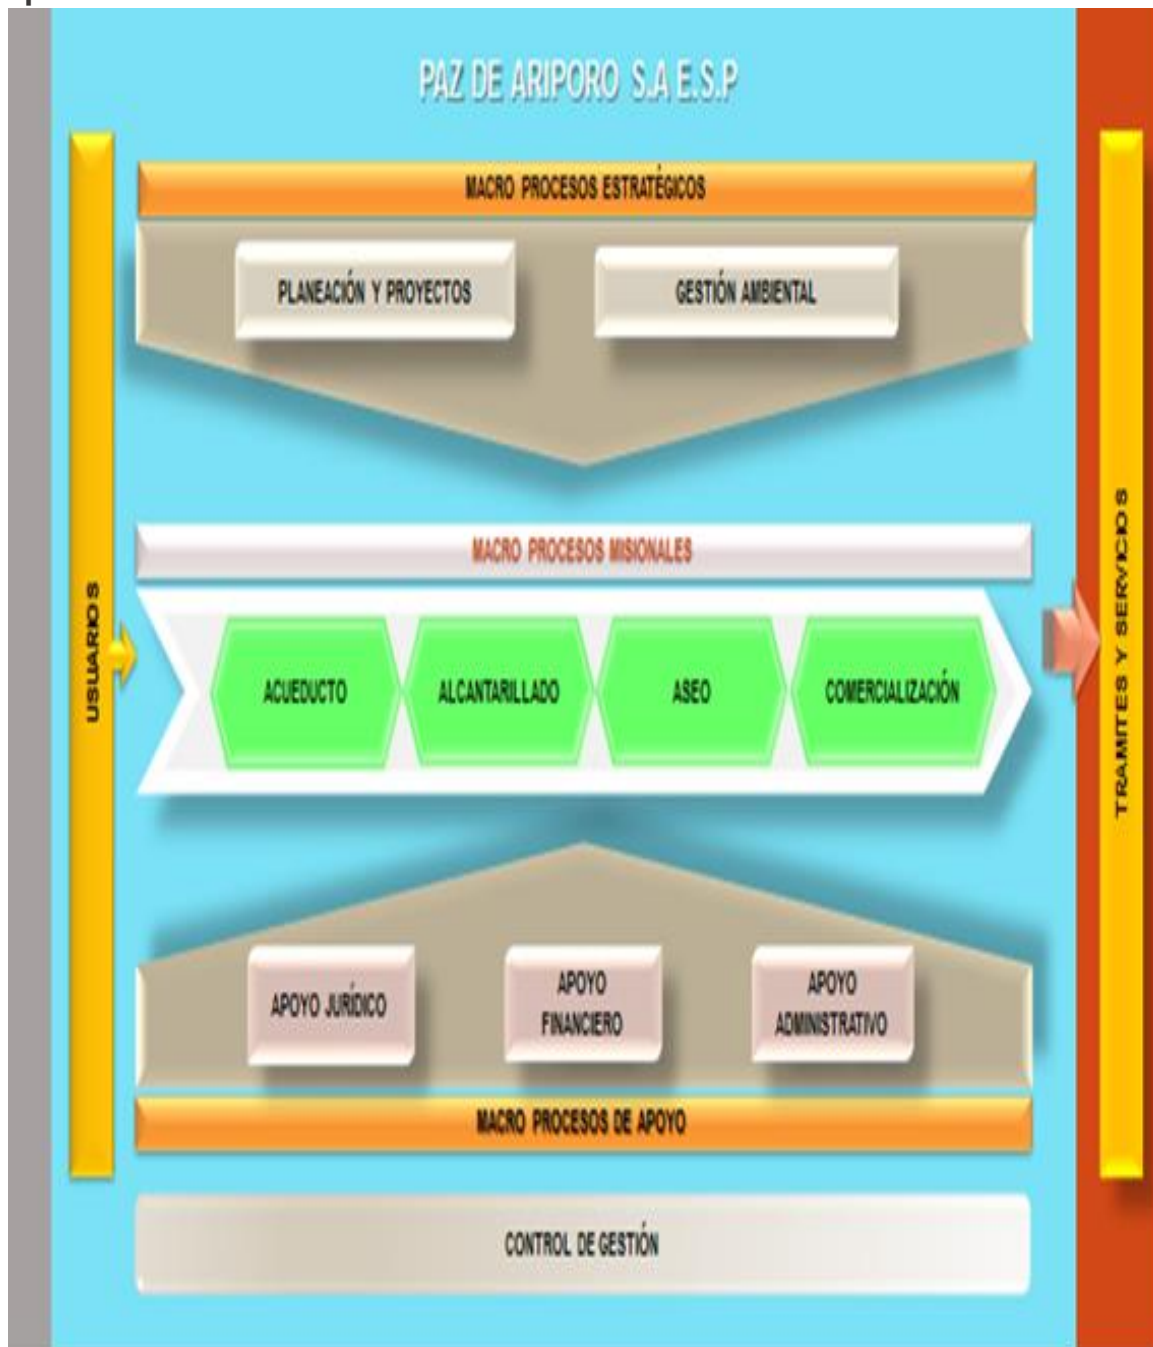 PAZ DE ARIPORO S.A E.S.P
MACRO PROCESOS ESTRATÉGICOS
PLANEACIÓN Y PROYECTOS
GESTIÓN AMBIENTAL
MACRO PROCESOS MISIONALES
USUARIOS
ACUEDUCTO
ALCANTARILLADO
ASEO
COMERCIALIZACIÓN
TRAMITES Y SERVICIOS
APOYO JURÍDICO
APOYO
FINANCIERO
APOYO
ADMINISTRATIVO
MACRO PROCESOS DE APOYO
CONTROL DE GESTIÓN